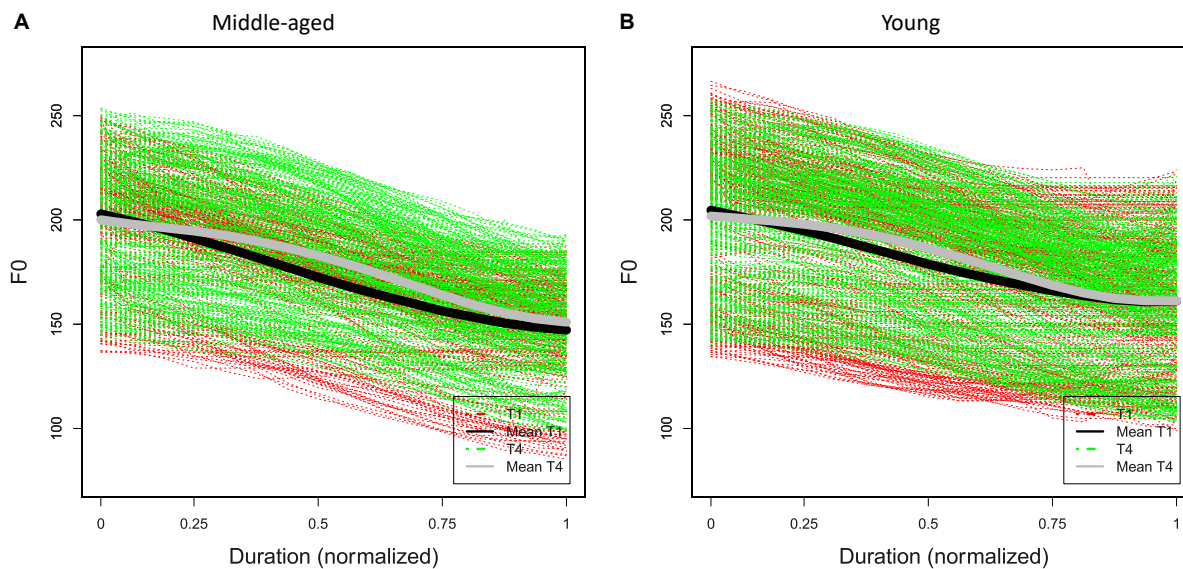 A
Middle-aged
250
200
150
100
F0
T1
Mean T1
T4
Mean T4
0
0.25
0.5
0.75
1
Duration (normalized)
B
Young
250
200
150
100
F0
T1
Mean T1
T4
Mean T4
0
0.25
0.5
0.75
1
Duration (normalized)